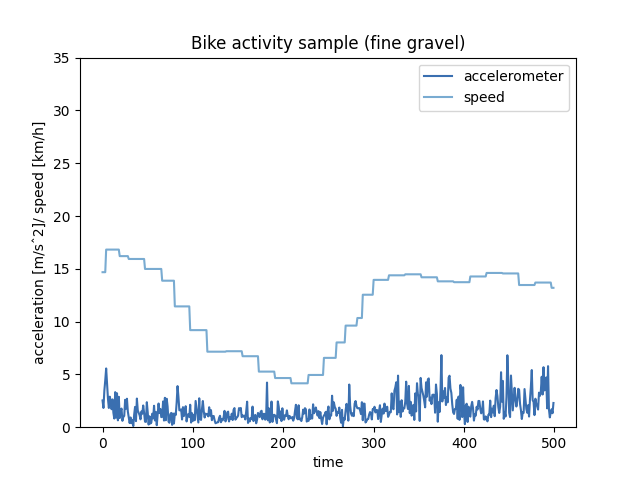 Bike activity sample (fine gravel)
35
30
25
20
15
10
5
0
acceleration [m/sˆ2]/ speed [km/h]
accelerometer
speed
0 100 200 300 400 500
time